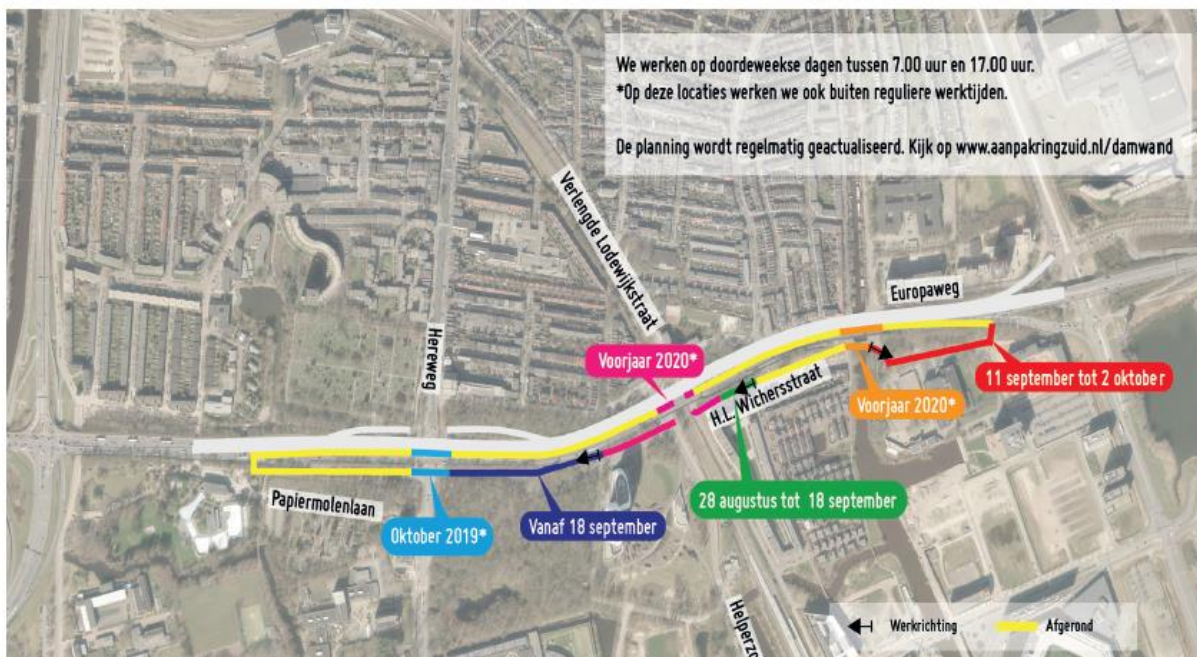 We werken op doordeweekse dagen tussen 7.00 uur en 17.00 uur.
*Op deze locaties werken we ook buiten reguliere werktijden.
De planning wordt regelmatig geactualiseerd. Kijk op www.aanpakringzuid.nl/damwand
Verlengde Lodewijkstraat
Europaweg
Hereweg
Voorjaar 2020*
H.L. Wichersstraat
11 september tot 2 oktober
Voorjaar 2020*
Papiermolenlaan
28 augustus tot 18 september
Oktober 2019*
Vanaf 18 september
Helperzo
Werkrichting
Afgerond